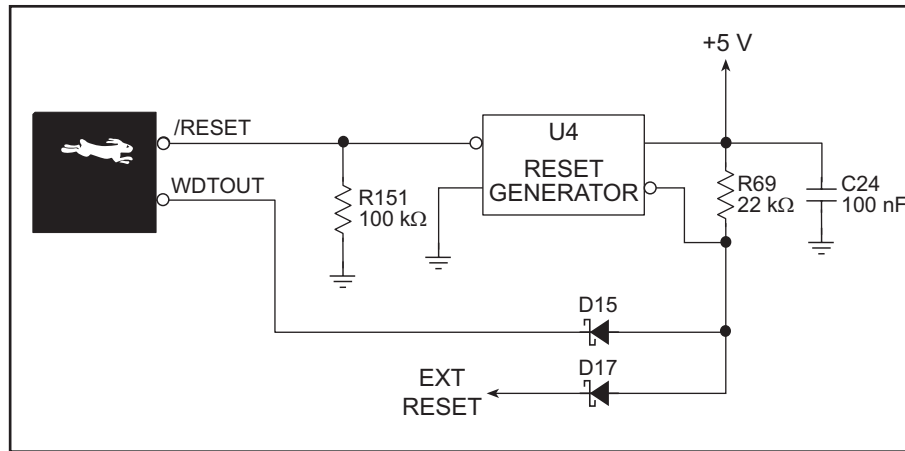 +5 V
/RESET
WDTOUT
U4
RESET
GENERATOR
R151
100 kΩ
R69
22 kΩ
C24
100 nF
D15
D17
EXT
RESET